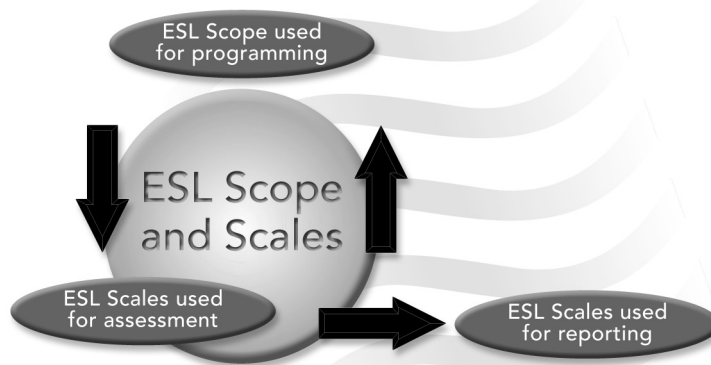 ESL Scope used
for programming
ESL Scope
and Scales
ESL Scales used
for assessment
ESL Scales used
for reporting